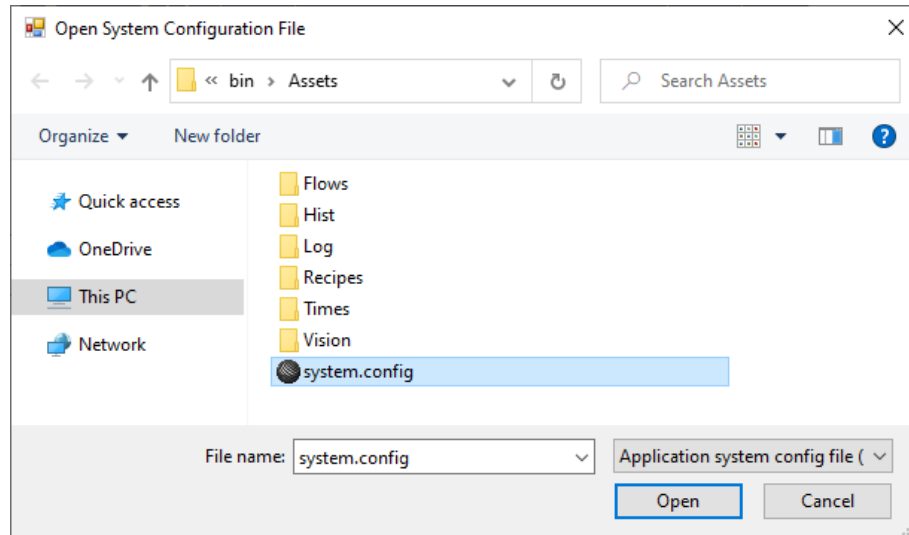 Open System Configuration File
« bin > Assets
Search Assets
Organize
New folder
Quick access
OneDrive
This PC
Network
Flows
Hist
Log
Recipes
Times
Vision
system.config
File name: system.config
Application system config file (
Open
Cancel